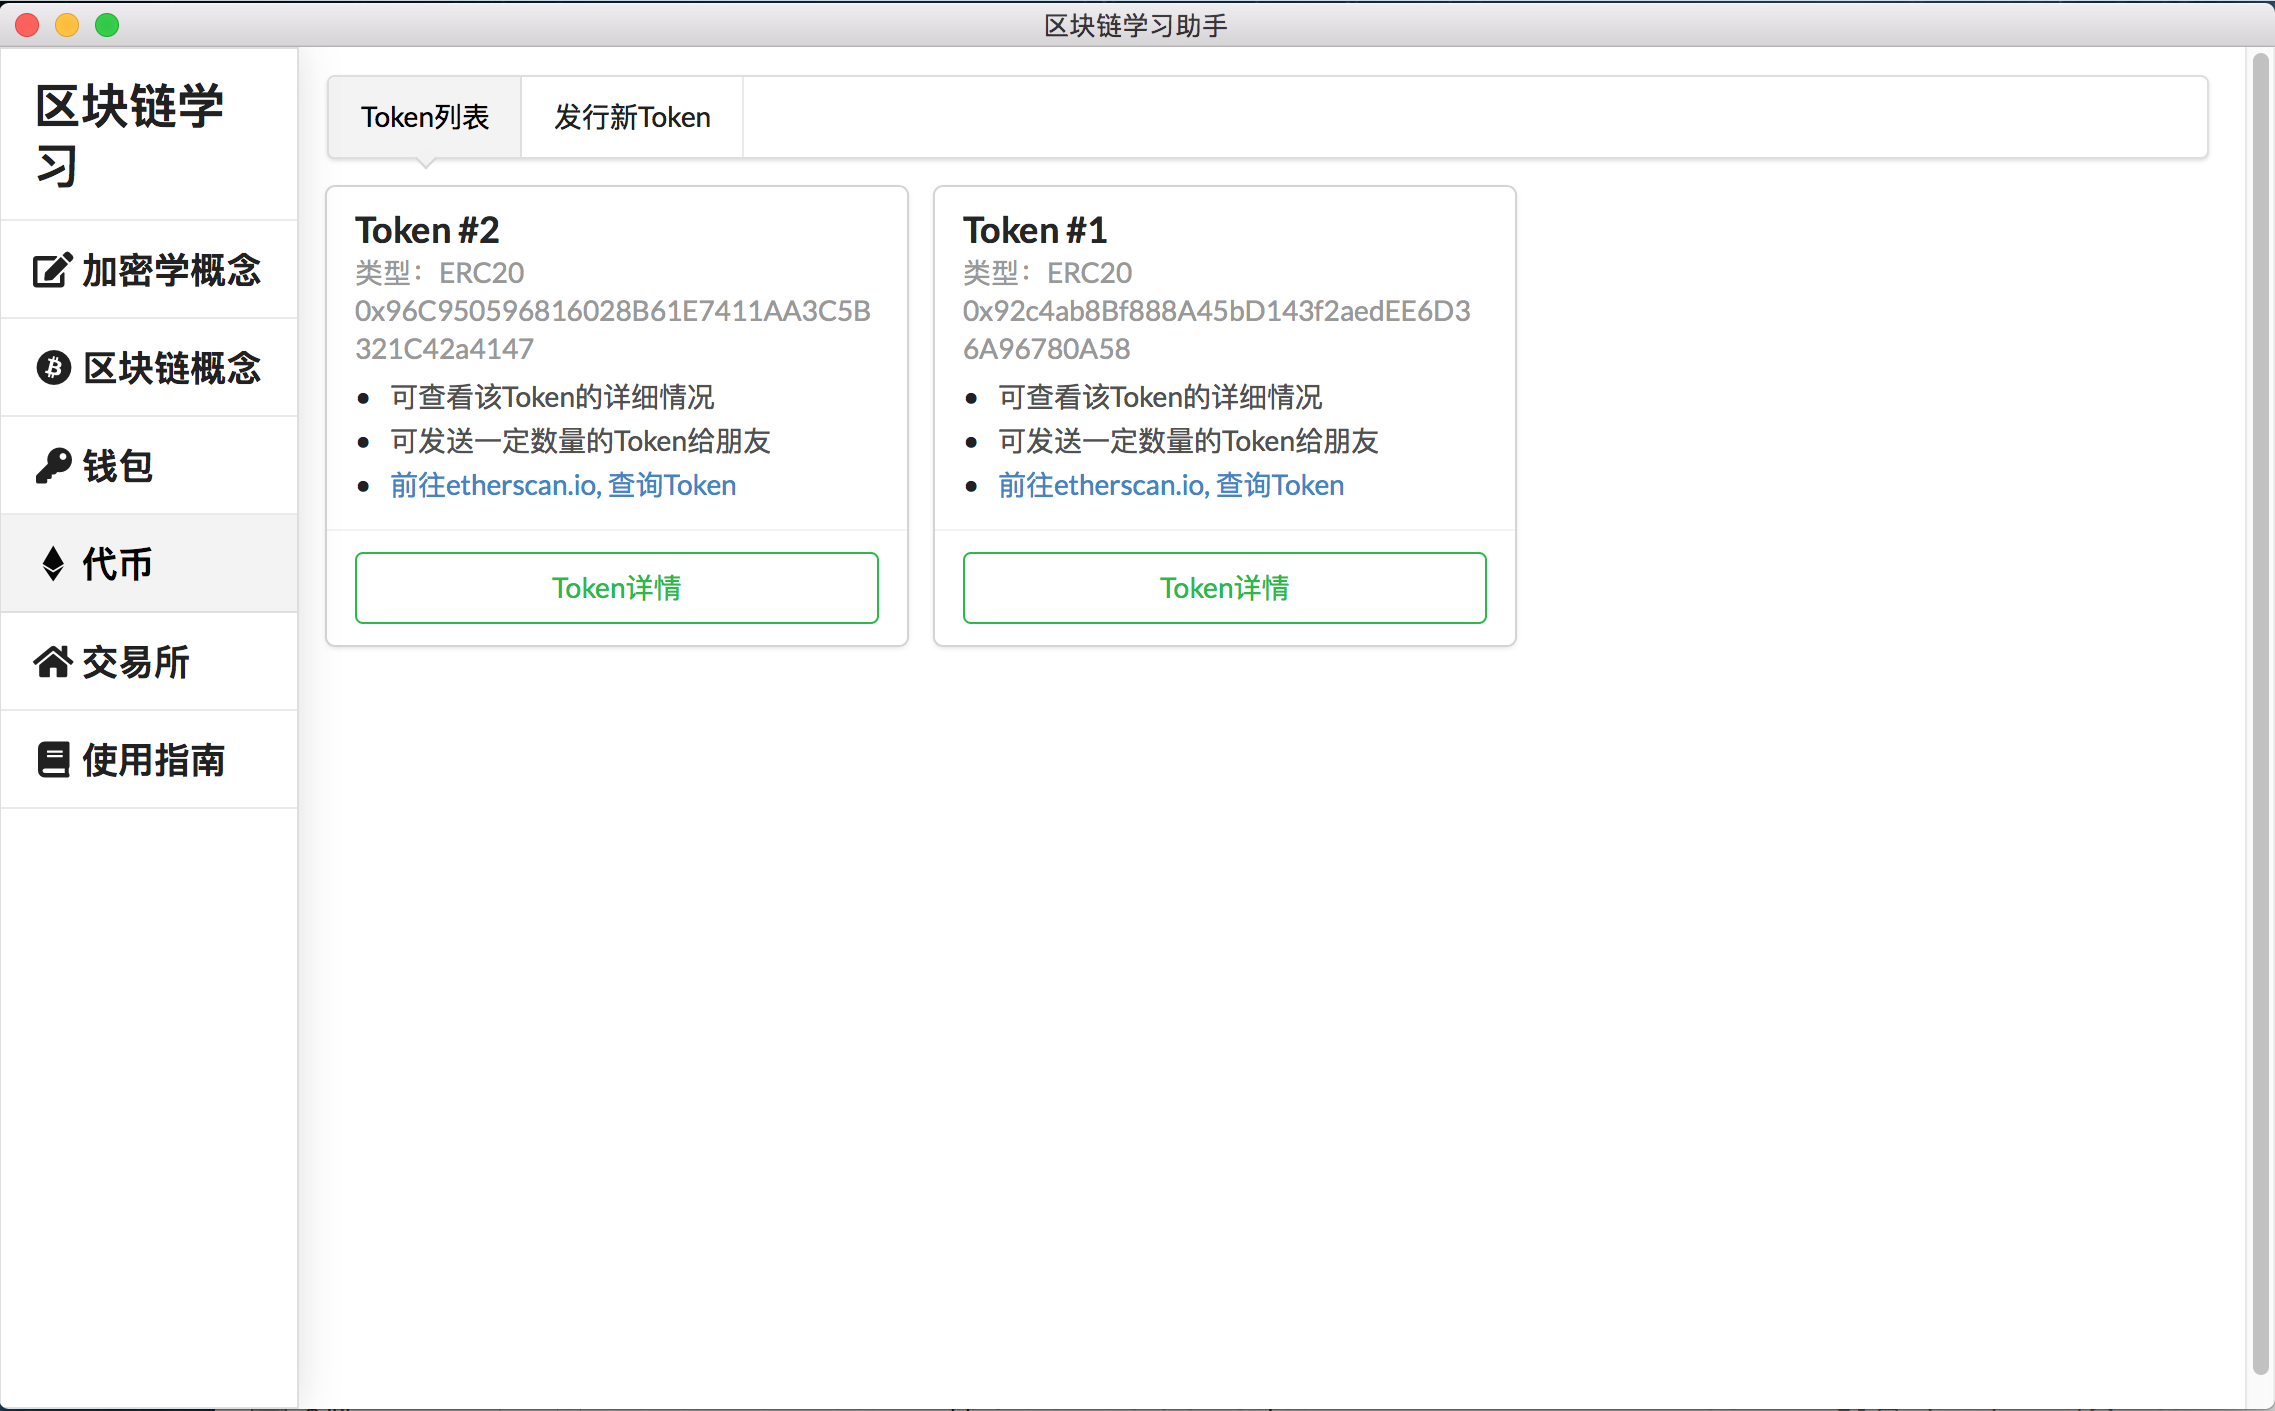 区块链学习助手
区块链学
习
加密学概念
区块链概念
钱包
代币
交易所
使用指南
Token列表
发行新Token
Token #2
类型：ERC20
0x96C950596816028B61E7411AA3C5B
321C42a4147
可查看该Token的详细情况
可发送一定数量的Token给朋友
前往etherscan.io, 查询Token
Token详情
Token #1
类型：ERC20
0x92c4ab8Bf888A45bD143f2aedEE6D3
6A96780A58
可查看该Token的详细情况
可发送一定数量的Token给朋友
前往etherscan.io, 查询Token
Token详情